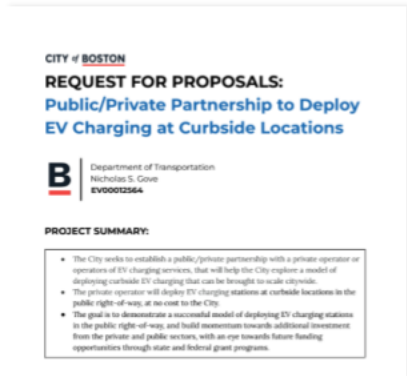 CITY of BOSTON
REQUEST FOR PROPOSALS:
Public/Private Partnership to Deploy
EV Charging at Curbside Locations
B
Department of Transportation
Nicholas S. Gove
EV00012564
PROJECT SUMMARY:
● The City seeks to establish a public/private partnership with a private operator or
operators of EV charging services, that will help the City explore a model of
deploying curbside EV charging that can be brought to scale citywide.
● The private operator will deploy EV charging stations at curbside locations in the
public right-of-way, at no cost to the City.
● The goal is to demonstrate a successful model of deploying EV charging stations
in the public right-of-way, and build momentum towards additional investment
from the private and public sectors, with an eye towards future funding
opportunities through state and federal grant programs.